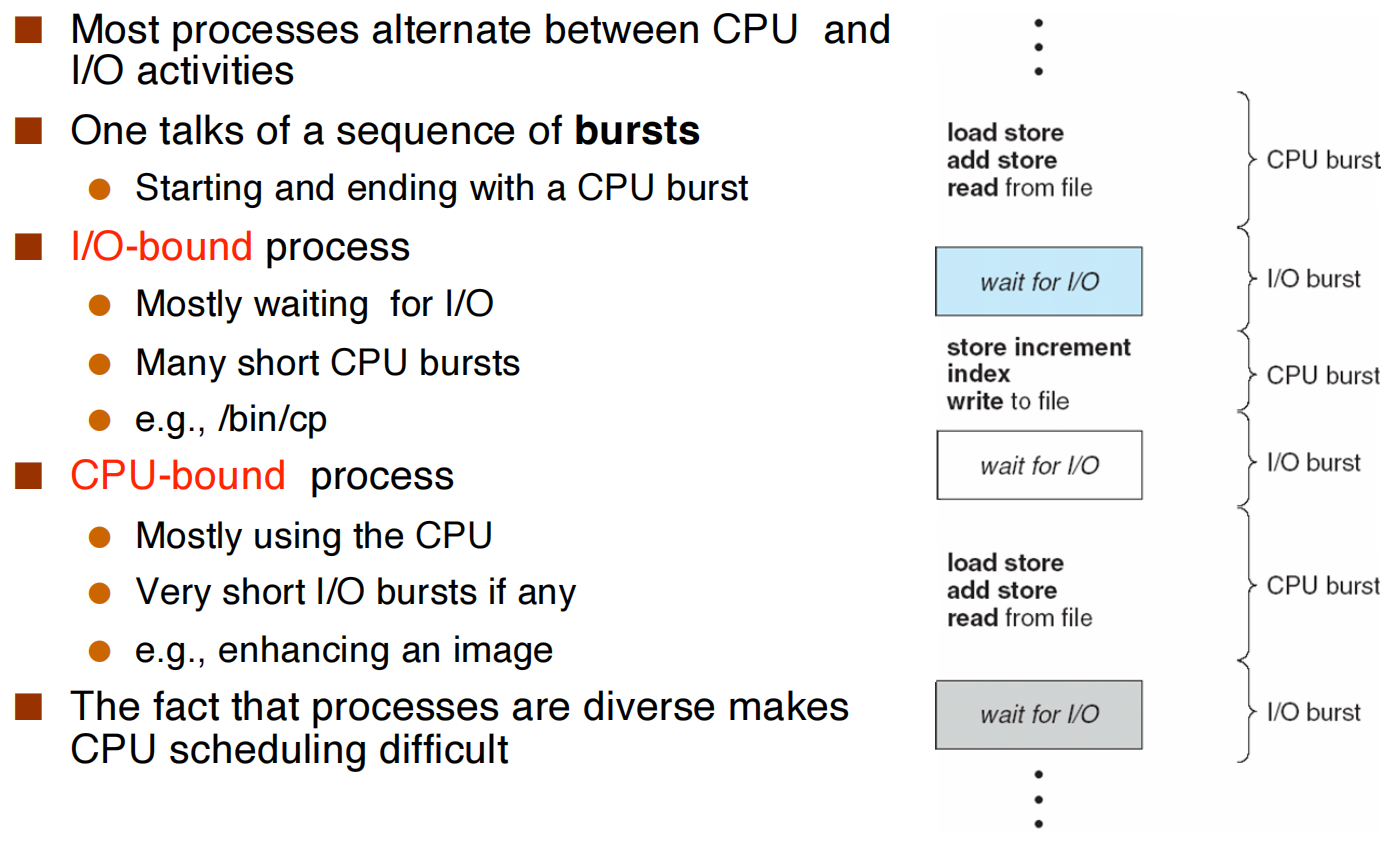 Most processes alternate between CPU and
I/O activities
One talks of a sequence of bursts
Starting and ending with a CPU burst
I/O-bound process
Mostly waiting for I/O
Many short CPU bursts
e.g., /bin/cp
CPU-bound process
Mostly using the CPU
Very short I/O bursts if any
e.g., enhancing an image
The fact that processes are diverse makes
CPU scheduling difficult
load store
add store
read from file
CPU burst
wait for I/O
I/O burst
store increment
index
write to file
CPU burst
wait for I/O
I/O burst
load store
add store
read from file
CPU burst
wait for I/O
I/O burst